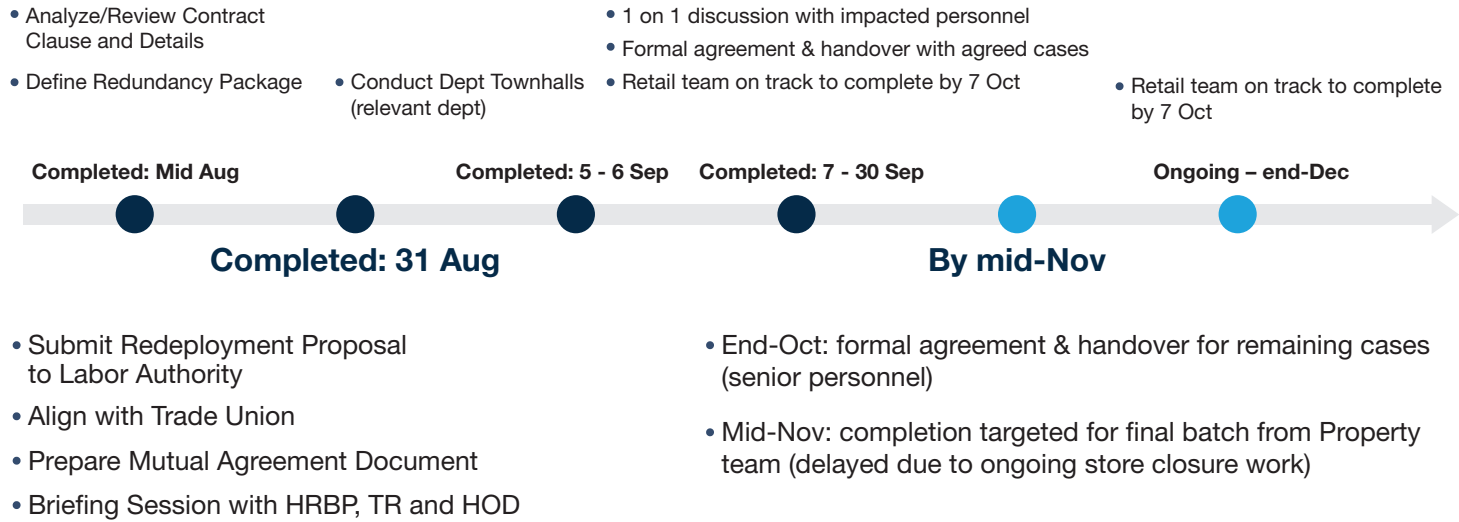 • Analyze/Review Contract
Clause and Details
• Define Redundancy Package
• Conduct Dept Townhalls
(relevant dept)
• 1 on 1 discussion with impacted personnel
• Formal agreement & handover with agreed cases
• Retail team on track to complete by 7 Oct
• Retail team on track to complete
by 7 Oct
Completed: Mid Aug
Completed: 5 - 6 Sep
Completed: 7 - 30 Sep
Ongoing – end-Dec
Completed: 31 Aug
By mid-Nov
• Submit Redeployment Proposal
to Labor Authority
• Align with Trade Union
• Prepare Mutual Agreement Document
• Briefing Session with HRBP, TR and HOD
• End-Oct: formal agreement & handover for remaining cases
(senior personnel)
• Mid-Nov: completion targeted for final batch from Property
team (delayed due to ongoing store closure work)